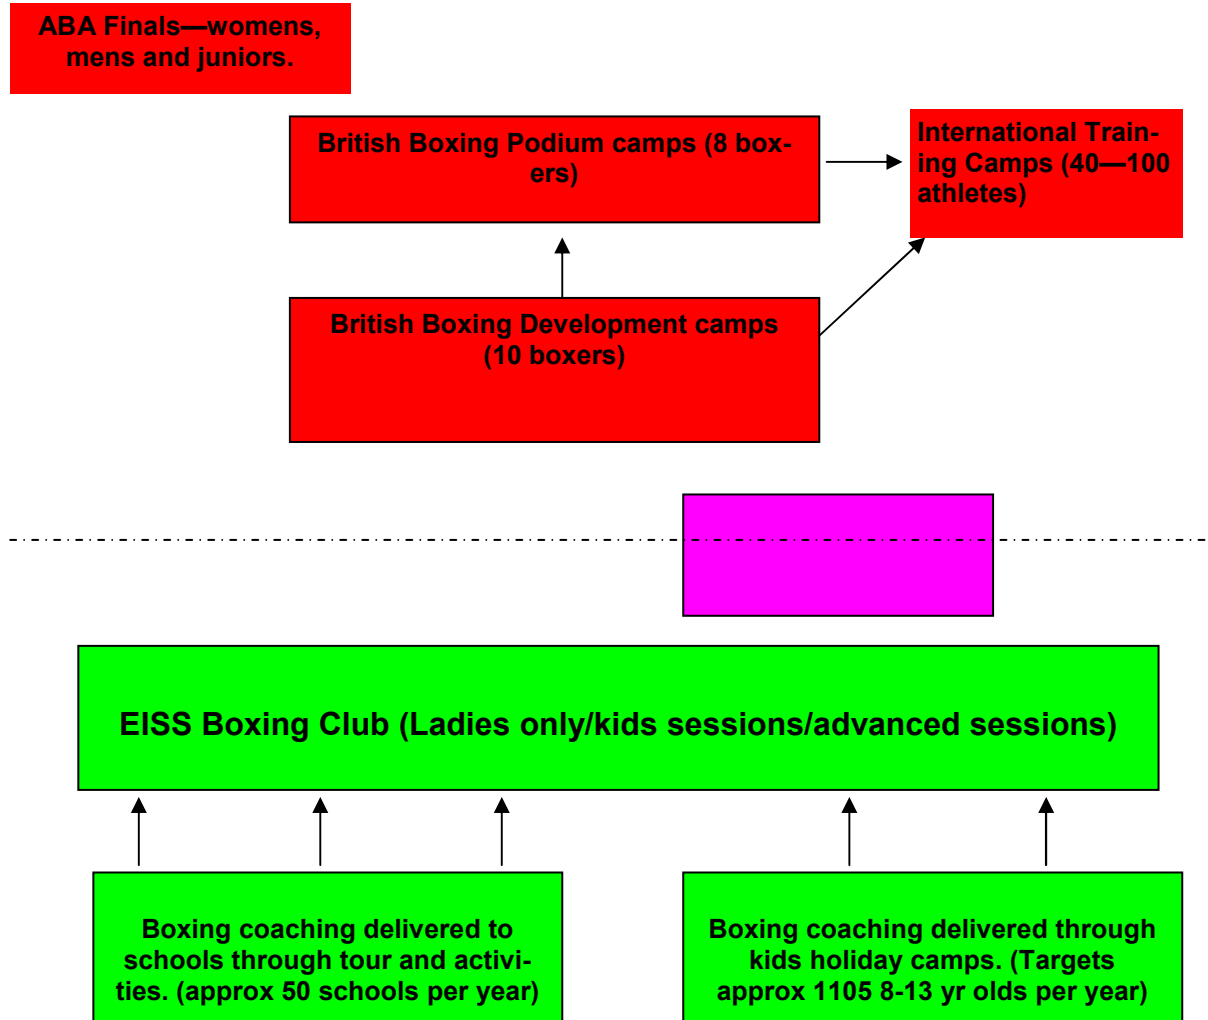 ABA Finals—womens,
mens and juniors.
British Boxing Podium camps (8 box-
ers)
International Train-
ing Camps (40—100
athletes)
British Boxing Development camps
(10 boxers)
EISS Boxing Club (Ladies only/kids sessions/advanced sessions)
Boxing coaching delivered to
schools through tour and activi-
ties. (approx 50 schools per year)
Boxing coaching delivered through
kids holiday camps. (Targets
approx 1105 8-13 yr olds per year)